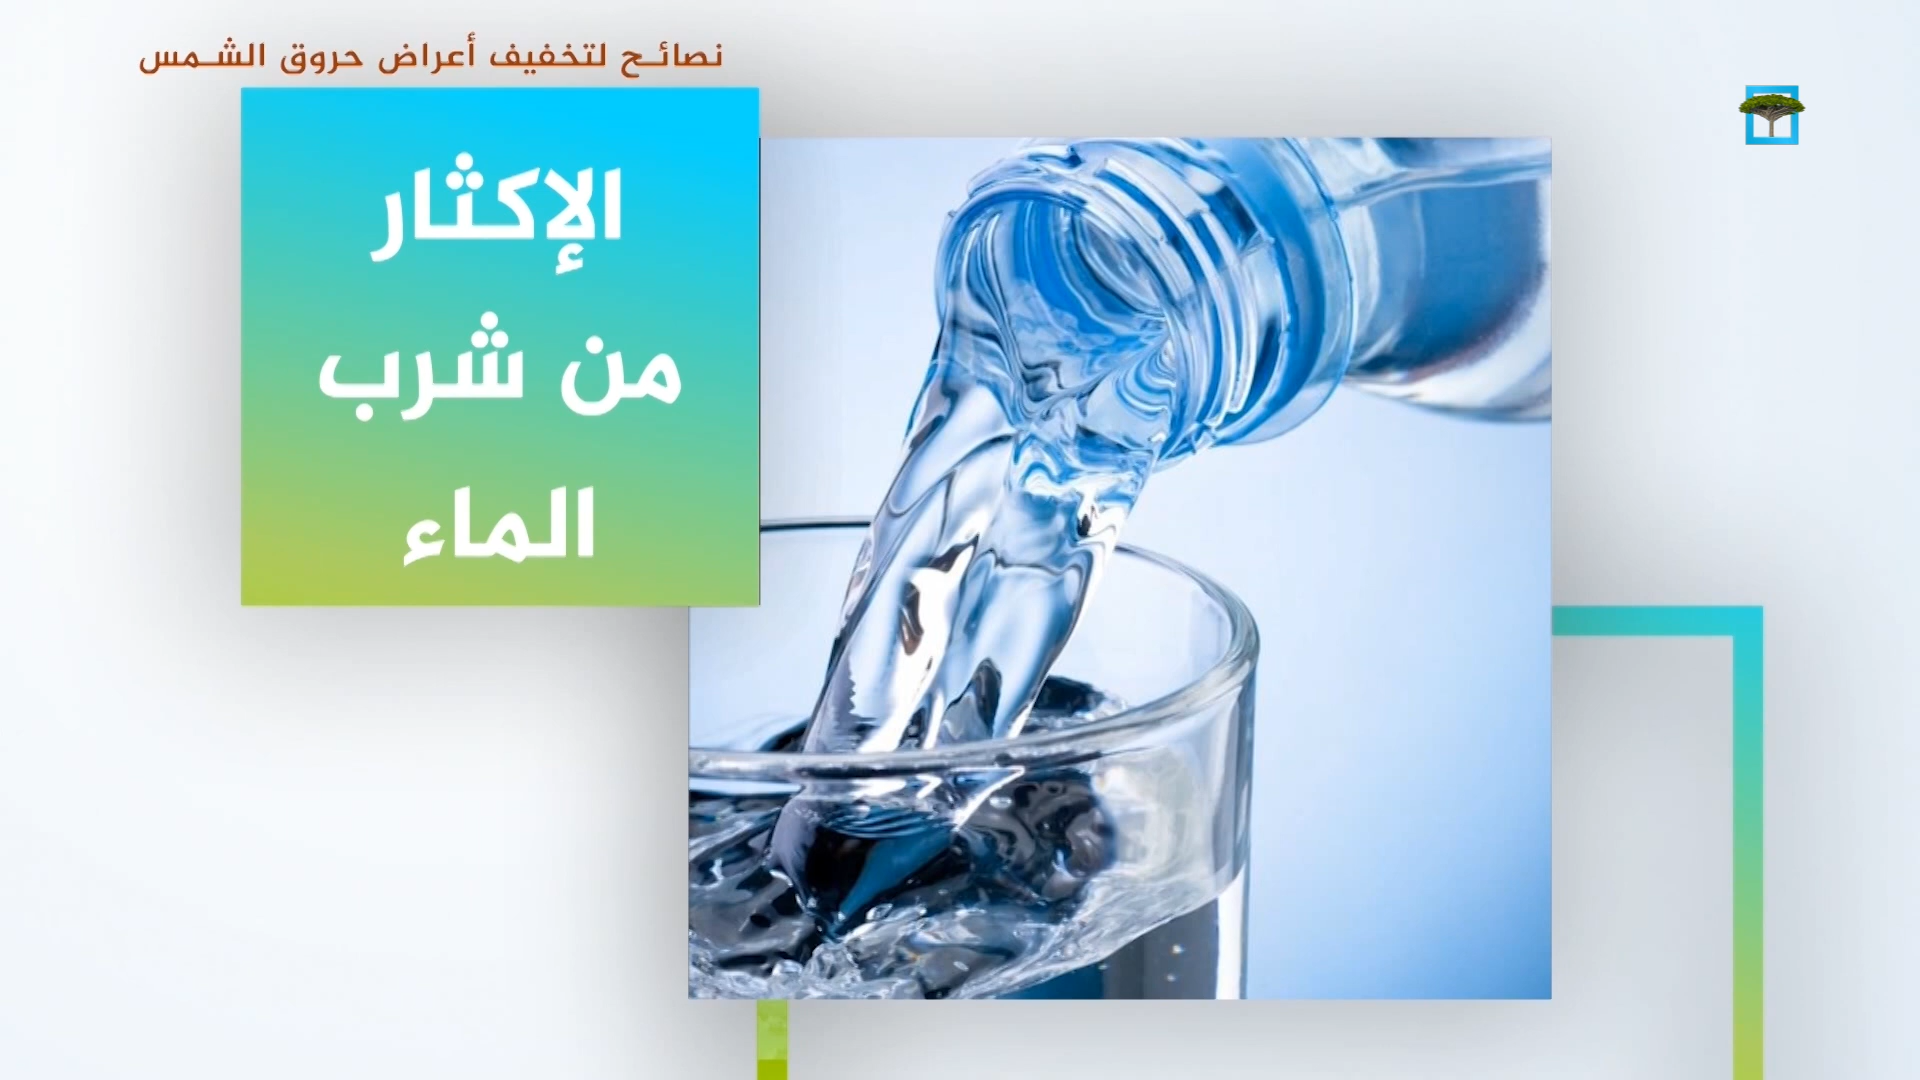 نصائح لتخفيف أعراض حروق الشمس
الإكثار
من شرب
الماء